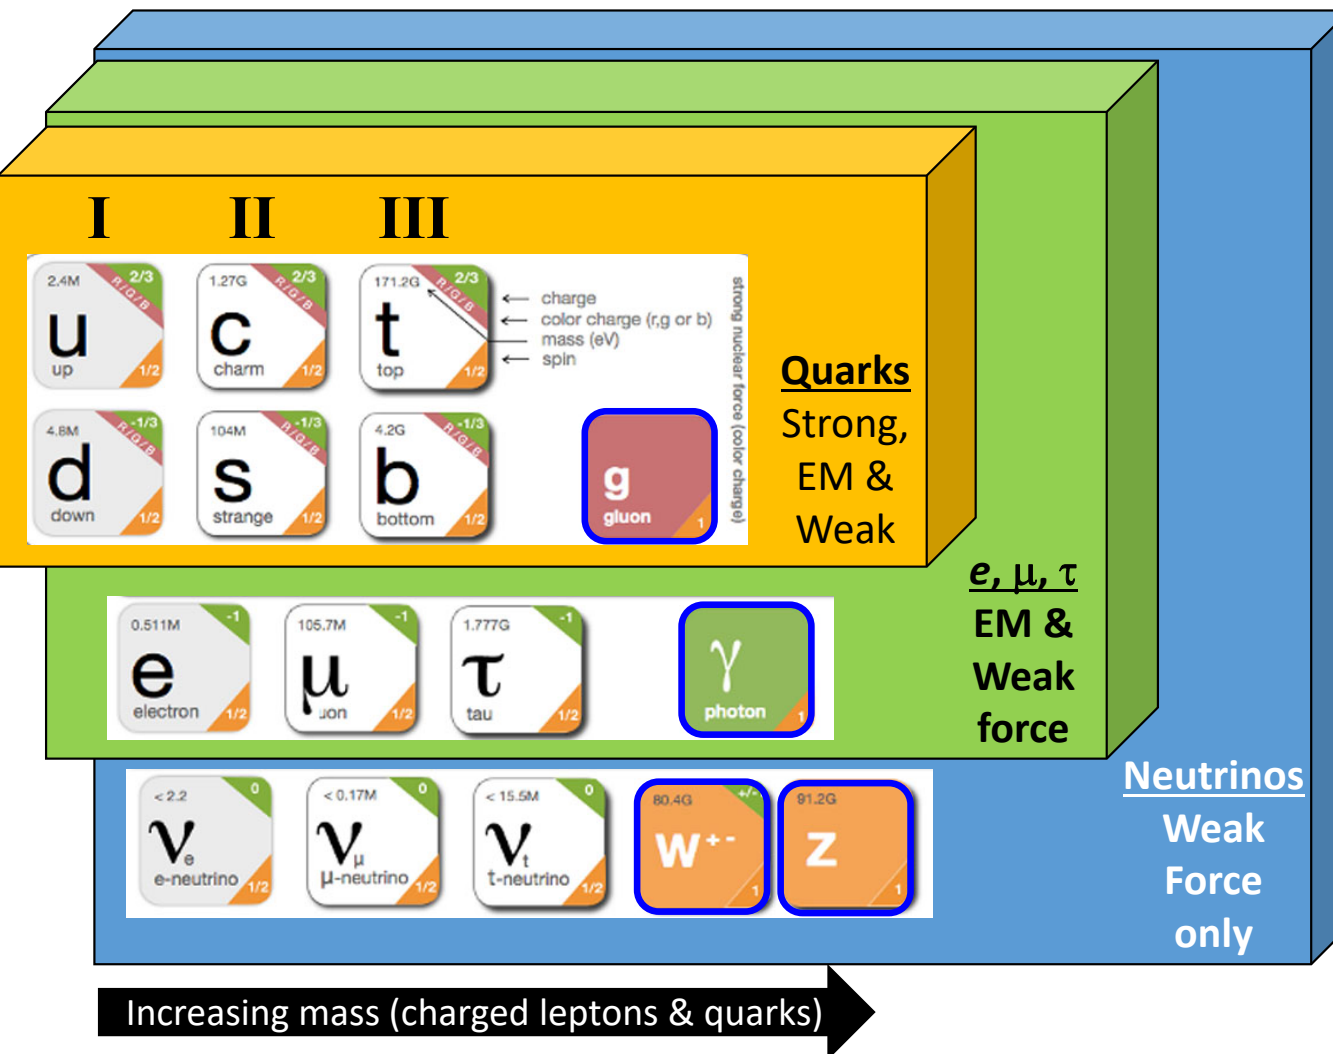 I II III
2.4M 2/3 R/G/B
u
up 1/2
1.27G 2/3 R/G/B
c
charm 1/2
171.2G 2/3 R/G/B
t
top 1/2
charge
color charge (r,g or b)
mass (eV)
spin
4.8M -1/3 R/G/B
d
down 1/2
104M -1/3 R/G/B
s
strange 1/2
4.2G -1/3 R/G/B
b
bottom 1/2
g
gluon 1
strong nuclear force (color charge)
Quarks
Strong,
EM &
Weak
0.511M -1
e
electron 1/2
105.7M -1
μ
uon 1/2
1.777G -1
τ
tau 1/2
γ
photon 1
e, μ, τ
EM &
Weak
force
< 2.2 0
νe
e-neutrino 1/2
< 0.17M 0
νμ
μ-neutrino 1/2
< 15.5M 0
νt
t-neutrino 1/2
80.4G +/-
W+-
1
91.2G
Z
1
Neutrinos
Weak
Force
only
Increasing mass (charged leptons & quarks)